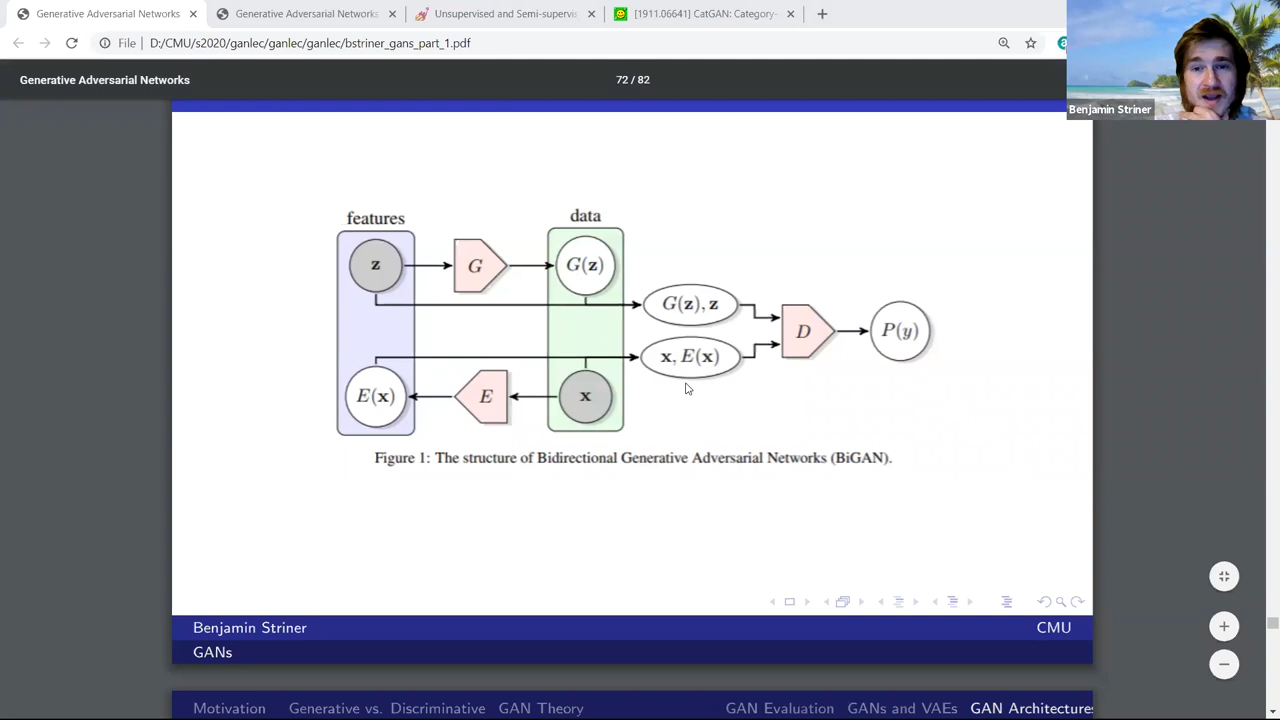 Generative Adversarial Networks
Generative Adversarial Networks
Unsupervised and Semi-supervis
[1911.06641] CatGAN: Category-
File
D:/CMU/s2020/ganlec/ganlec/ganlec/bstriner_gans_part_1.pdf
Generative Adversarial Networks
72 / 82
Benjamin Striner
features
data
z
G
G(z)
G(z), z
D
P(y)
x, E(x)
E(x)
E
x
Figure 1: The structure of Bidirectional Generative Adversarial Networks (BiGAN).
Benjamin Striner
CMU
GANs
Motivation
Generative vs. Discriminative
GAN Theory
GAN Evaluation
GANs and VAEs
GAN Architectures